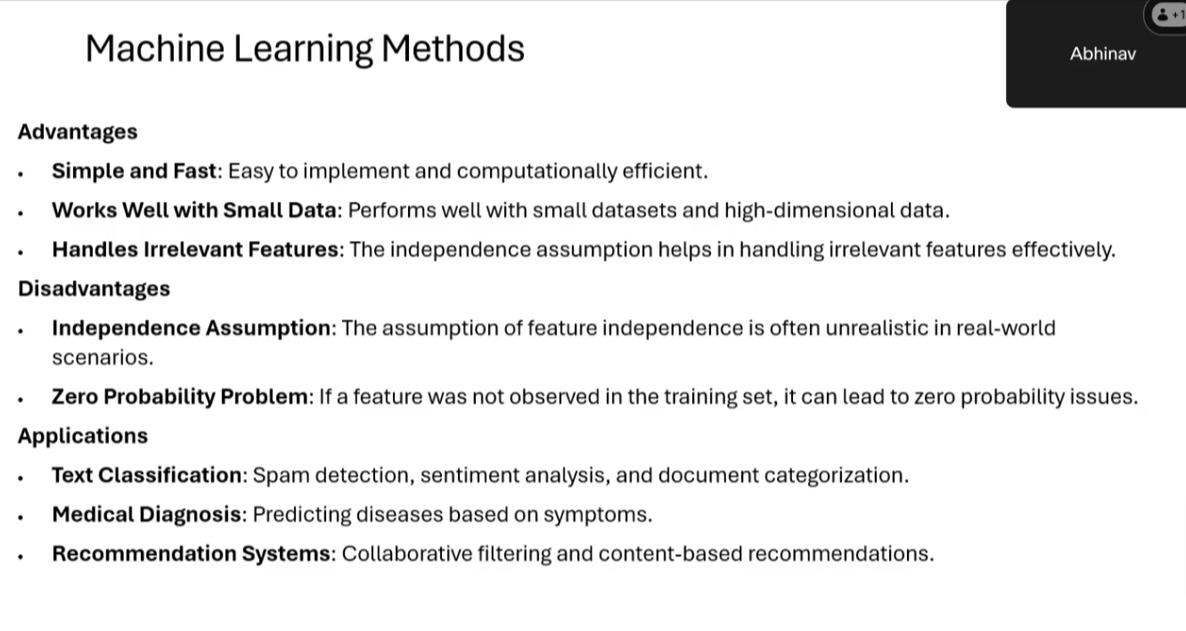 +1
Abhinav
Machine Learning Methods
Advantages
• Simple and Fast: Easy to implement and computationally efficient.
• Works Well with Small Data: Performs well with small datasets and high-dimensional data.
• Handles Irrelevant Features: The independence assumption helps in handling irrelevant features effectively.
Disadvantages
• Independence Assumption: The assumption of feature independence is often unrealistic in real-world
scenarios.
• Zero Probability Problem: If a feature was not observed in the training set, it can lead to zero probability issues.
Applications
• Text Classification: Spam detection, sentiment analysis, and document categorization.
• Medical Diagnosis: Predicting diseases based on symptoms.
• Recommendation Systems: Collaborative filtering and content-based recommendations.